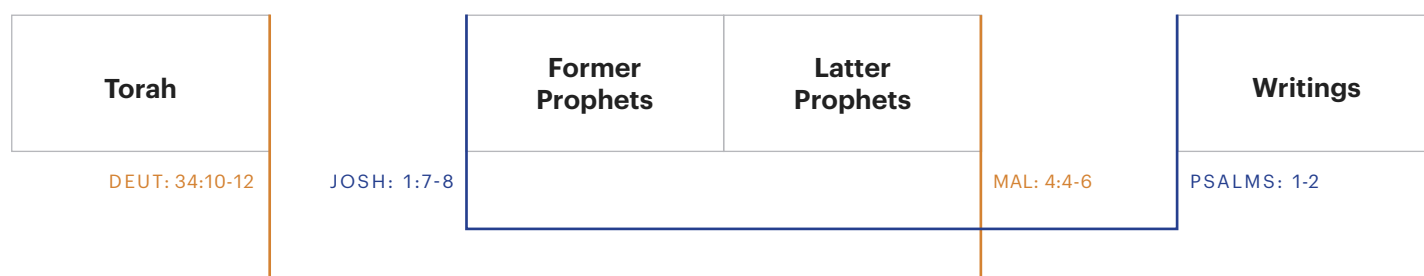 Torah
Former
Prophets
Latter
Prophets
Writings
DEUT: 34:10-12
JOSH: 1:7-8
MAL: 4:4-6
PSALMS: 1-2